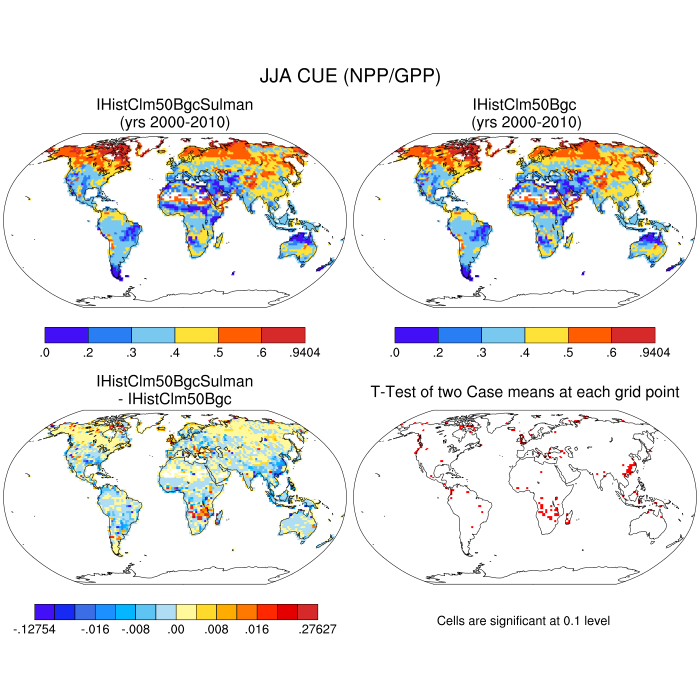 JJA CUE (NPP/GPP)
IHistClm50BgcSulman
(yrs 2000-2010)
IHistClm50Bgc
(yrs 2000-2010)
.0 .2 .3 .4 .5 .6 .9404
.0 .2 .3 .4 .5 .6 .9404
IHistClm50BgcSulman
- IHistClm50Bgc
T-Test of two Case means at each grid point
-.12754 -.016 -.008 .00 .008 .016 .27627
Cells are significant at 0.1 level